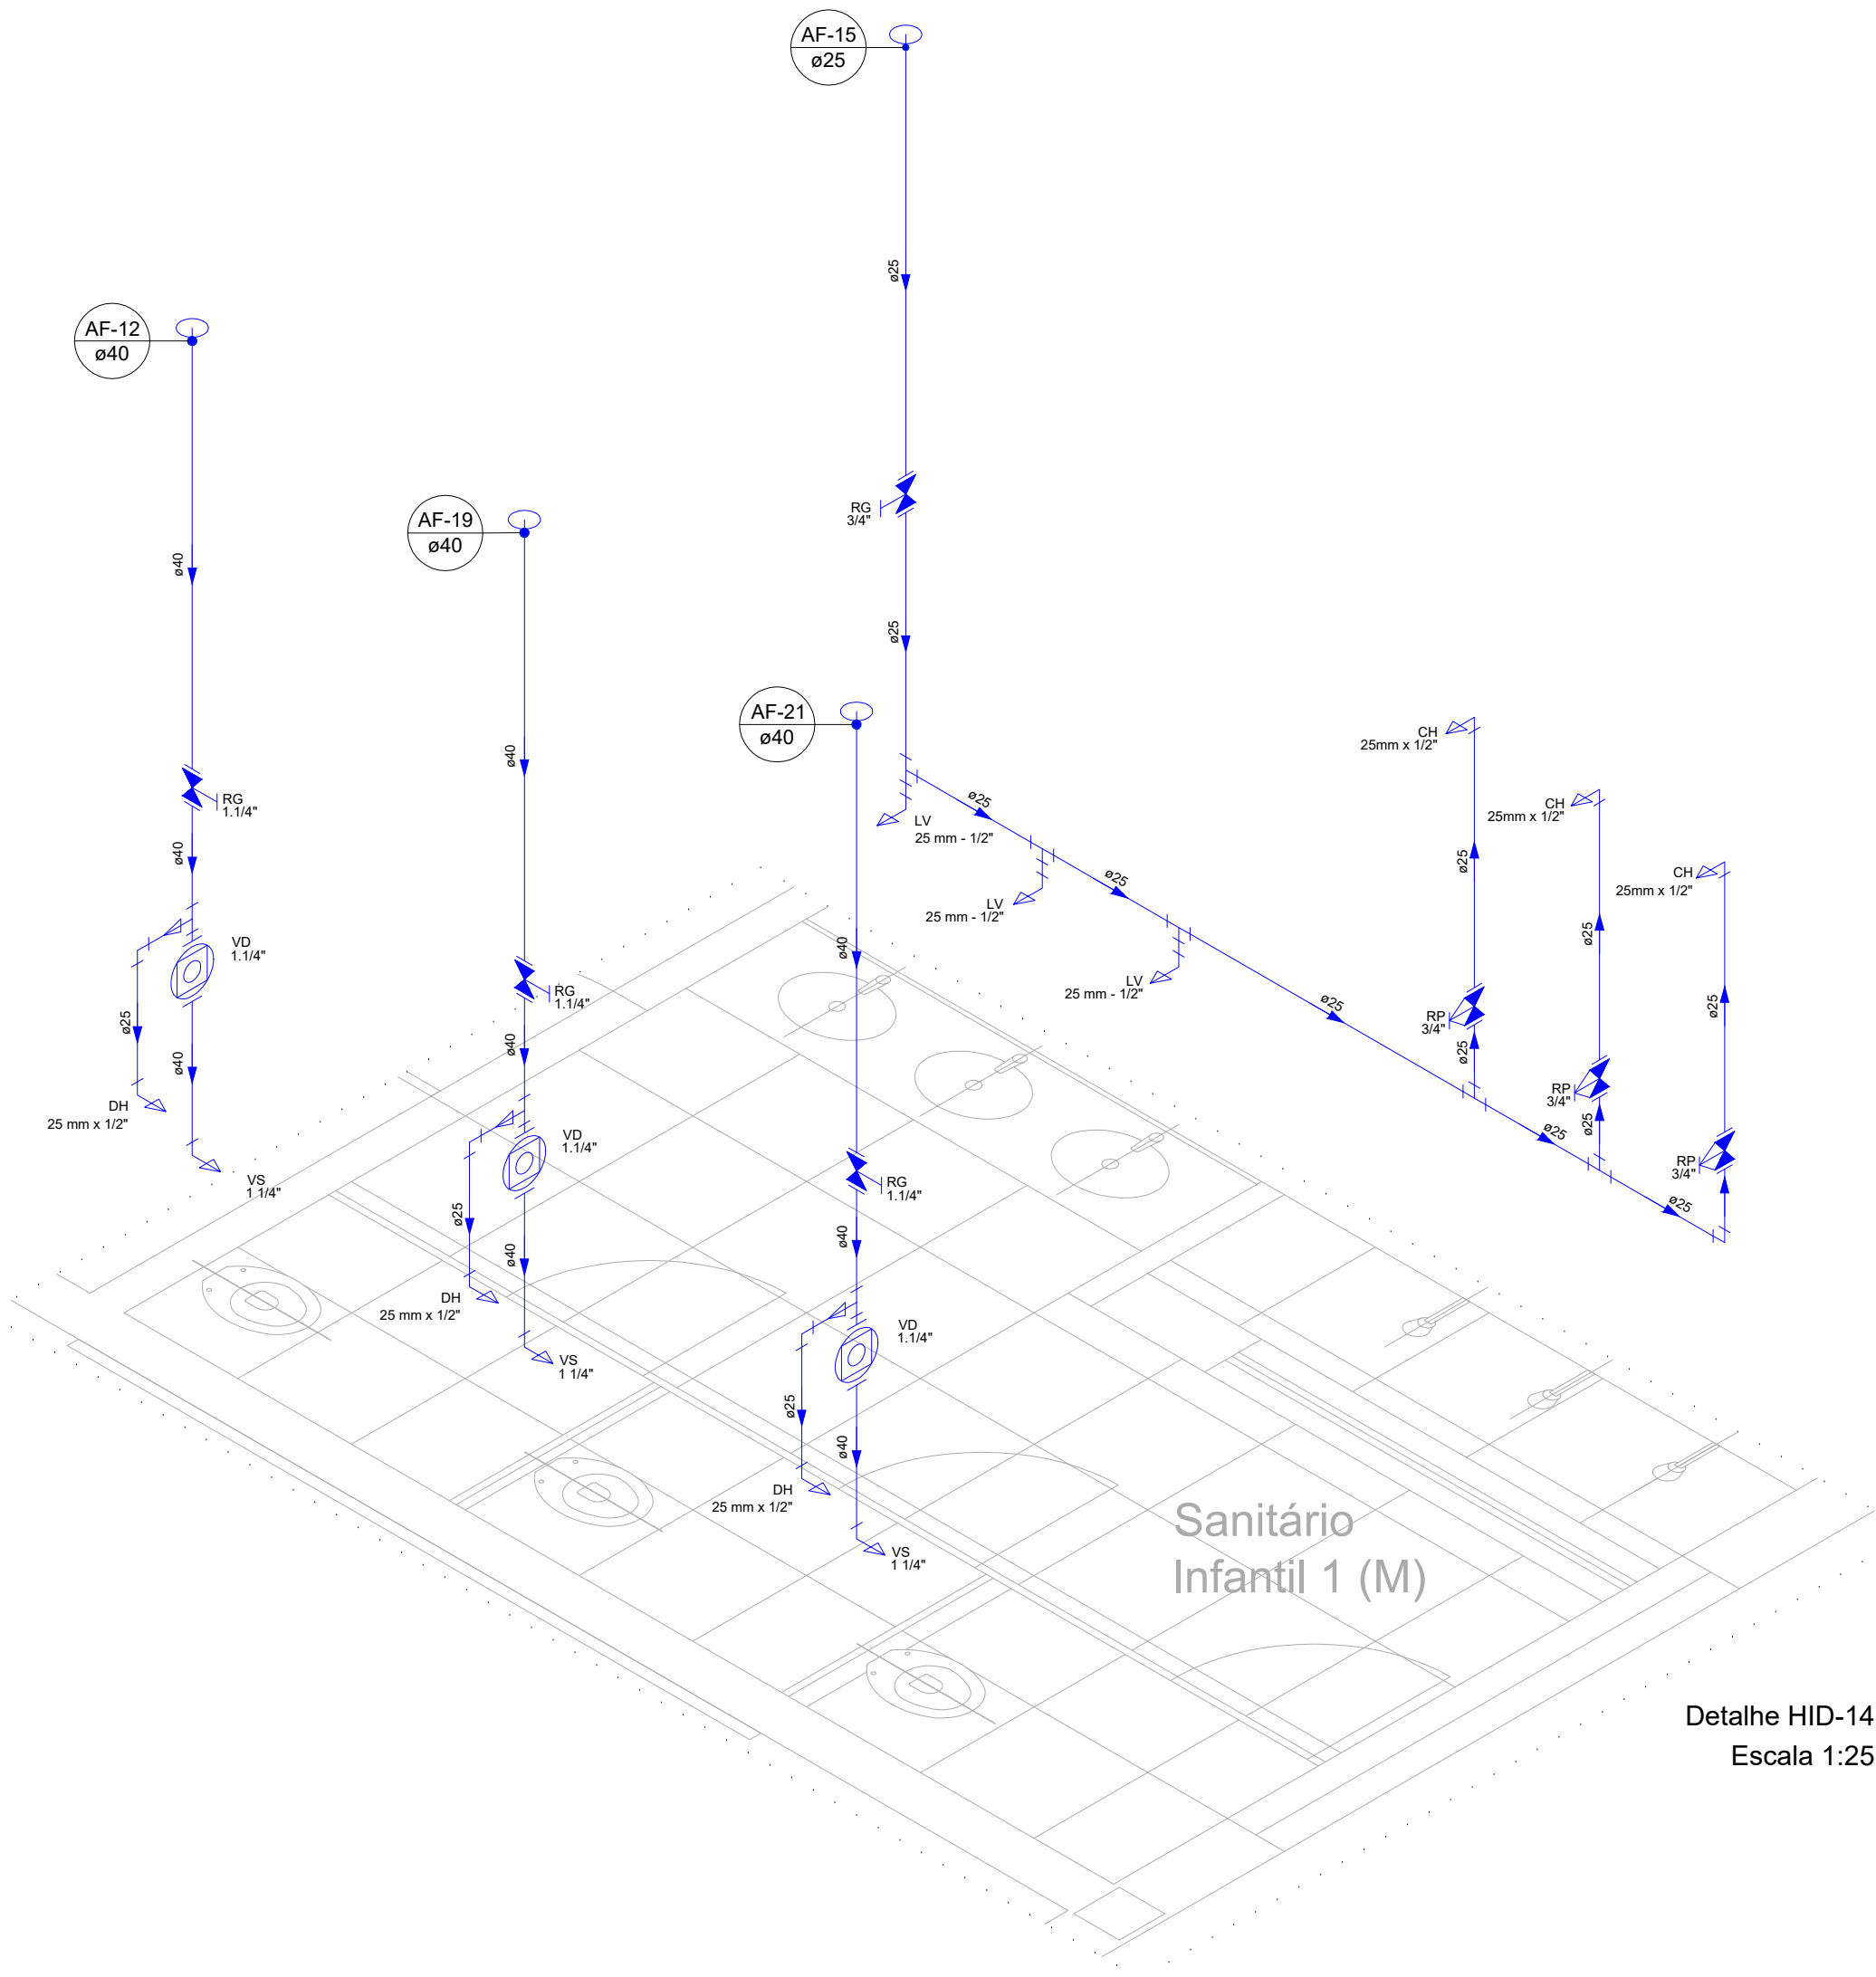 AF-15
ø25
ø25
RG
3/4"
ø25
AF-12
ø40
ø40
RG
1.1/4"
ø40
VD
1.1/4"
ø25
ø40
DH
25 mm x 1/2"
VS
1 1/4"
AF-19
ø40
ø40
RG
1.1/4"
ø40
VD
1.1/4"
ø25
ø40
DH
25 mm x 1/2"
VS
1 1/4"
AF-21
ø40
ø40
RG
1.1/4"
ø40
VD
1.1/4"
ø25
ø40
DH
25 mm x 1/2"
VS
1 1/4"
LV
25 mm - 1/2"
ø25
LV
25 mm - 1/2"
ø25
LV
25 mm - 1/2"
ø25
CH
25mm x 1/2"
ø25
RP
3/4"
ø25
ø25
CH
25mm x 1/2"
ø25
RP
3/4"
ø25
ø25
CH
25mm x 1/2"
ø25
RP
3/4"
Sanitário
Infantil 1 (M)
Detalhe HID-14
Escala 1:25